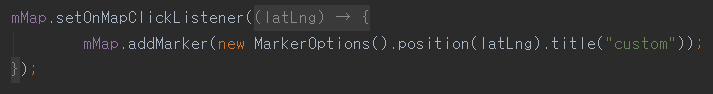 mMap.setOnMapClickListener((latLng) → {
        mMap.addMarker(new MarkerOptions().position(latLng).title("custom"));
});